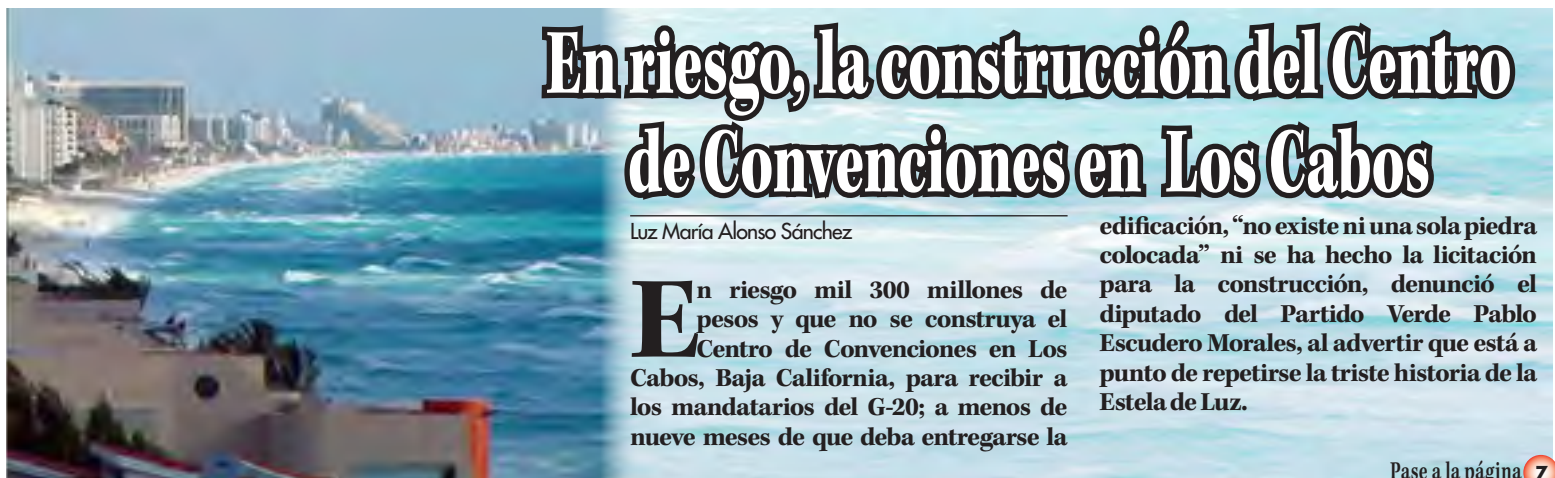 En riesgo, la construcción del Centro
de Convenciones en Los Cabos
Luz María Alonso Sánchez
En riesgo mil 300 millones de
pesos y que no se construya el
Centro de Convenciones en Los
Cabos, Baja California, para recibir a
los mandatarios del G-20; a menos de
nueve meses de que deba entregarse la
edificación, “no existe ni una sola piedra
colocada” ni se ha hecho la licitación
para la construcción, denunció el
diputado del Partido Verde Pablo
Escudero Morales, al advertir que está a
punto de repetirse la triste historia de la
Estela de Luz.
Pase a la página 7